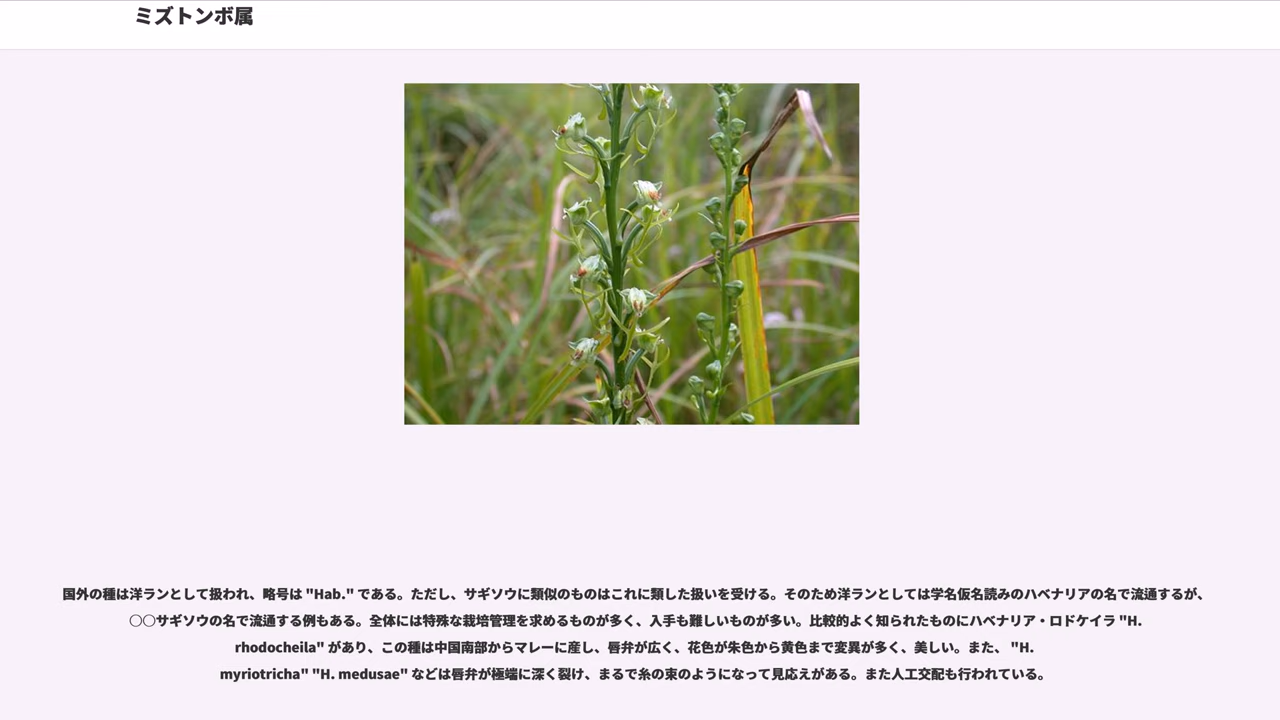 ミズトンボ属
国外の種は洋ランとして扱われ、略号は "Hab." である。ただし、サギソウに類似のものはこれに類した扱いを受ける。そのため洋ランとしては学名仮名読みのハベナリアの名で流通するが、
〇〇サギソウの名で流通する例もある。全体には特殊な栽培管理を求めるものが多く、入手も難しいものが多い。比較的よく知られたものにハベナリア・ロドケイラ "H.
rhodocheila" があり、この種は中国南部からマレーに産し、唇弁が広く、花色が朱色から黄色まで変異が多く、美しい。また、 "H.
myriotricha" "H. medusae" などは唇弁が極端に深く裂け、まるで糸の束のようになって見応えがある。また人工交配も行われている。